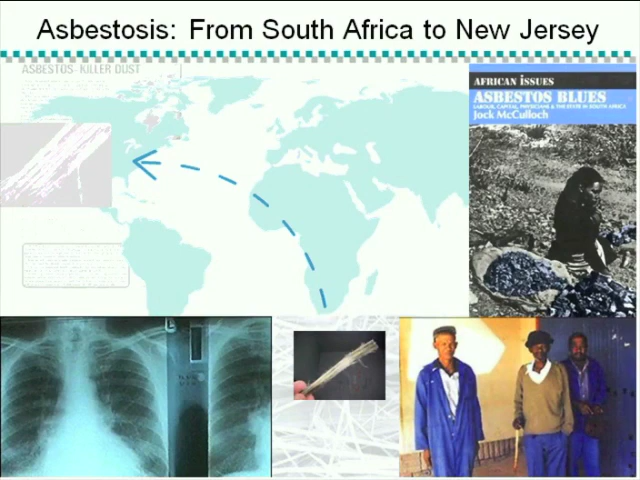 Asbestosis: From South Africa to New Jersey
ASBESTOS KILLER DUST
AFRICAN ISSUES
ASBESTOS BLUES
LABOUR, CAPITAL, PHYSICIANS & THE STATE IN SOUTH AFRICA
Jock McCulloch
L